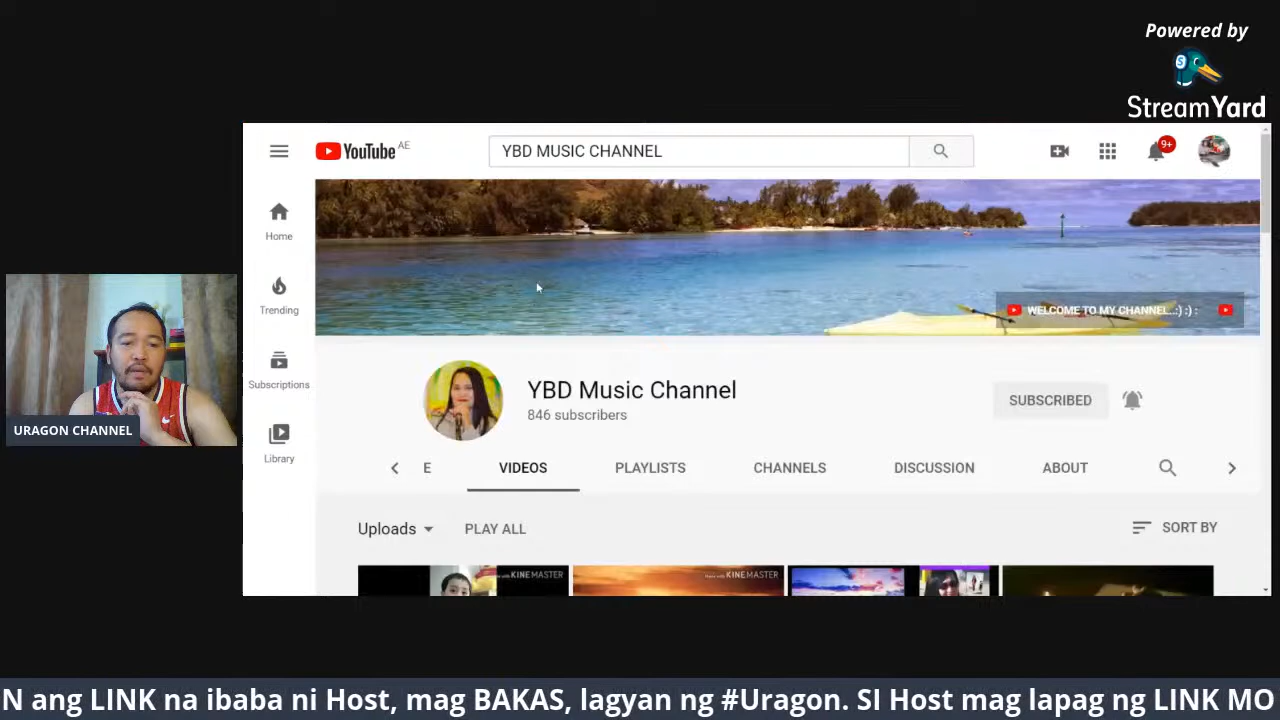 Powered by
StreamYard
YouTube AE
YBD MUSIC CHANNEL
9+
Home
Trending
Subscriptions
Library
WELCOME TO MY CHANNEL..:) :) :
YBD Music Channel
846 subscribers
SUBSCRIBED
E VIDEOS PLAYLISTS CHANNELS DISCUSSION ABOUT
Uploads PLAY ALL SORT BY
KINEMASTER
Made with KINEMASTER
URAGON CHANNEL
N ang LINK na ibaba ni Host, mag BAKAS, lagyan ng #Uragon. SI Host mag lapag ng LINK MO